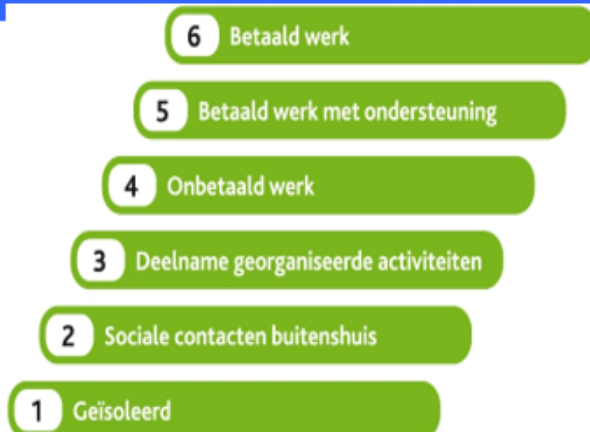 6 Betaald werk
5 Betaald werk met ondersteuning
4 Onbetaald werk
3 Deelname georganiseerde activiteiten
2 Sociale contacten buitenshuis
1 Geïsoleerd